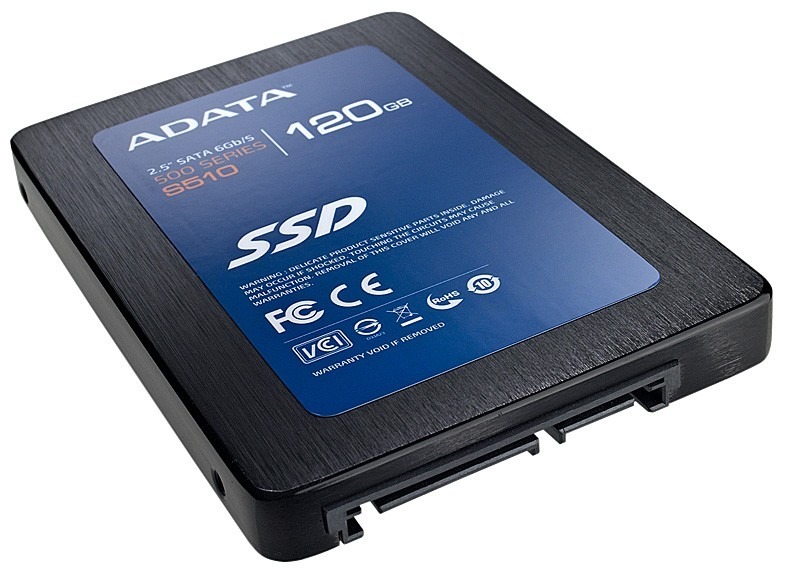 ADATA
2.5" SATA 6Gb/s
500 SERIES
S510
120GB
SSD
WARNING : DELICATE PRODUCT SENSITIVE PARTS INSIDE. DAMAGE
MAY OCCUR IF SHOCKED. TOUCHING THE CIRCUITS MAY CAUSE
MALFUNCTION. REMOVAL OF THIS COVER WILL VOID ANY AND ALL
WARRANTIES.
FC CE
VCI
RoHS
10
WARRANTY VOID IF REMOVED